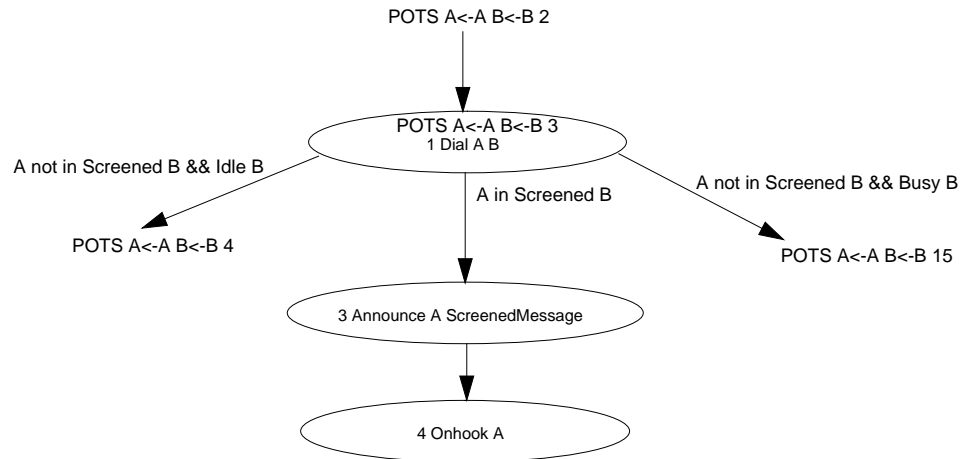 POTS A<-A B<-B 2
POTS A<-A B<-B 3
1 Dial A B
A not in Screened B && Idle B
A in Screened B
A not in Screened B && Busy B
POTS A<-A B<-B 4
POTS A<-A B<-B 15
3 Announce A ScreenedMessage
4 Onhook A